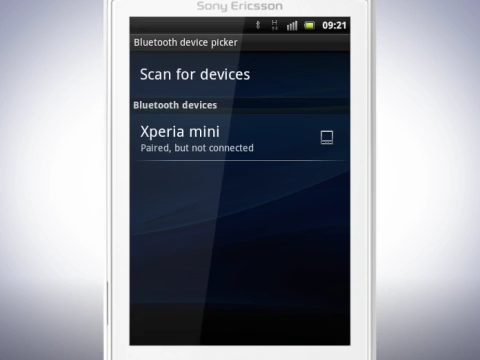 Sony Ericsson
09:21
Bluetooth device picker
Scan for devices
Bluetooth devices
Xperia mini
Paired, but not connected